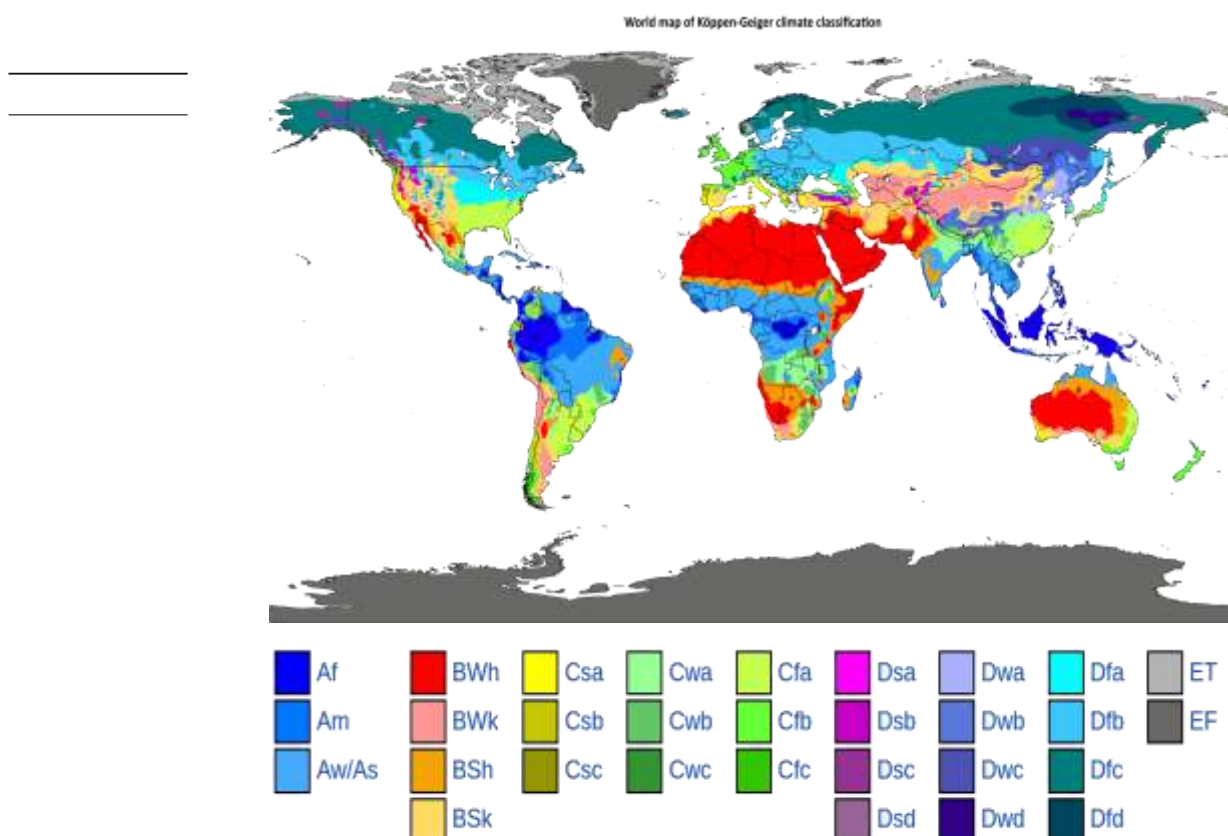 World map of Köppen-Geiger climate classification
Af BWh Csa Cwa Cfa Dsa Dwa Dfa ET
Am BWk Csb Cwb Cfb Dsb Dwb Dfb EF
Aw/As BSh Csc Cwc Cfc Dsc Dwc Dfc
BSk Dsd Dwd Dfd